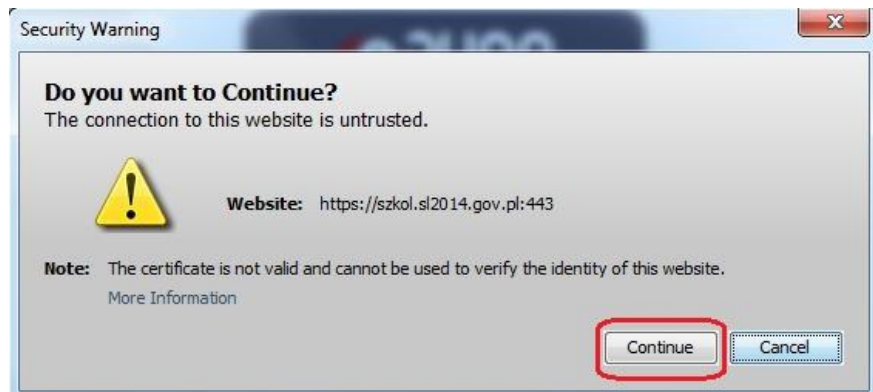 Security Warning
Do you want to Continue?
The connection to this website is untrusted.
Website: https://szkol.sl2014.gov.pl:443
Note: The certificate is not valid and cannot be used to verify the identity of this website.
More Information
Continue Cancel